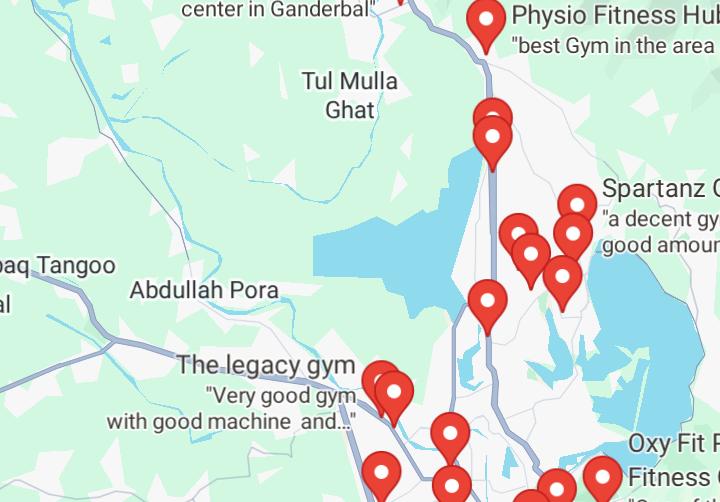 center in Ganderbal"
Physio Fitness Hub
"best Gym in the area
Tul Mulla
Ghat
Spartanz
"a decent gy
good amoun
Tangoo
Abdullah Pora
al
The legacy gym
"Very good gym
with good machine and..."
Oxy Fit
Fitness